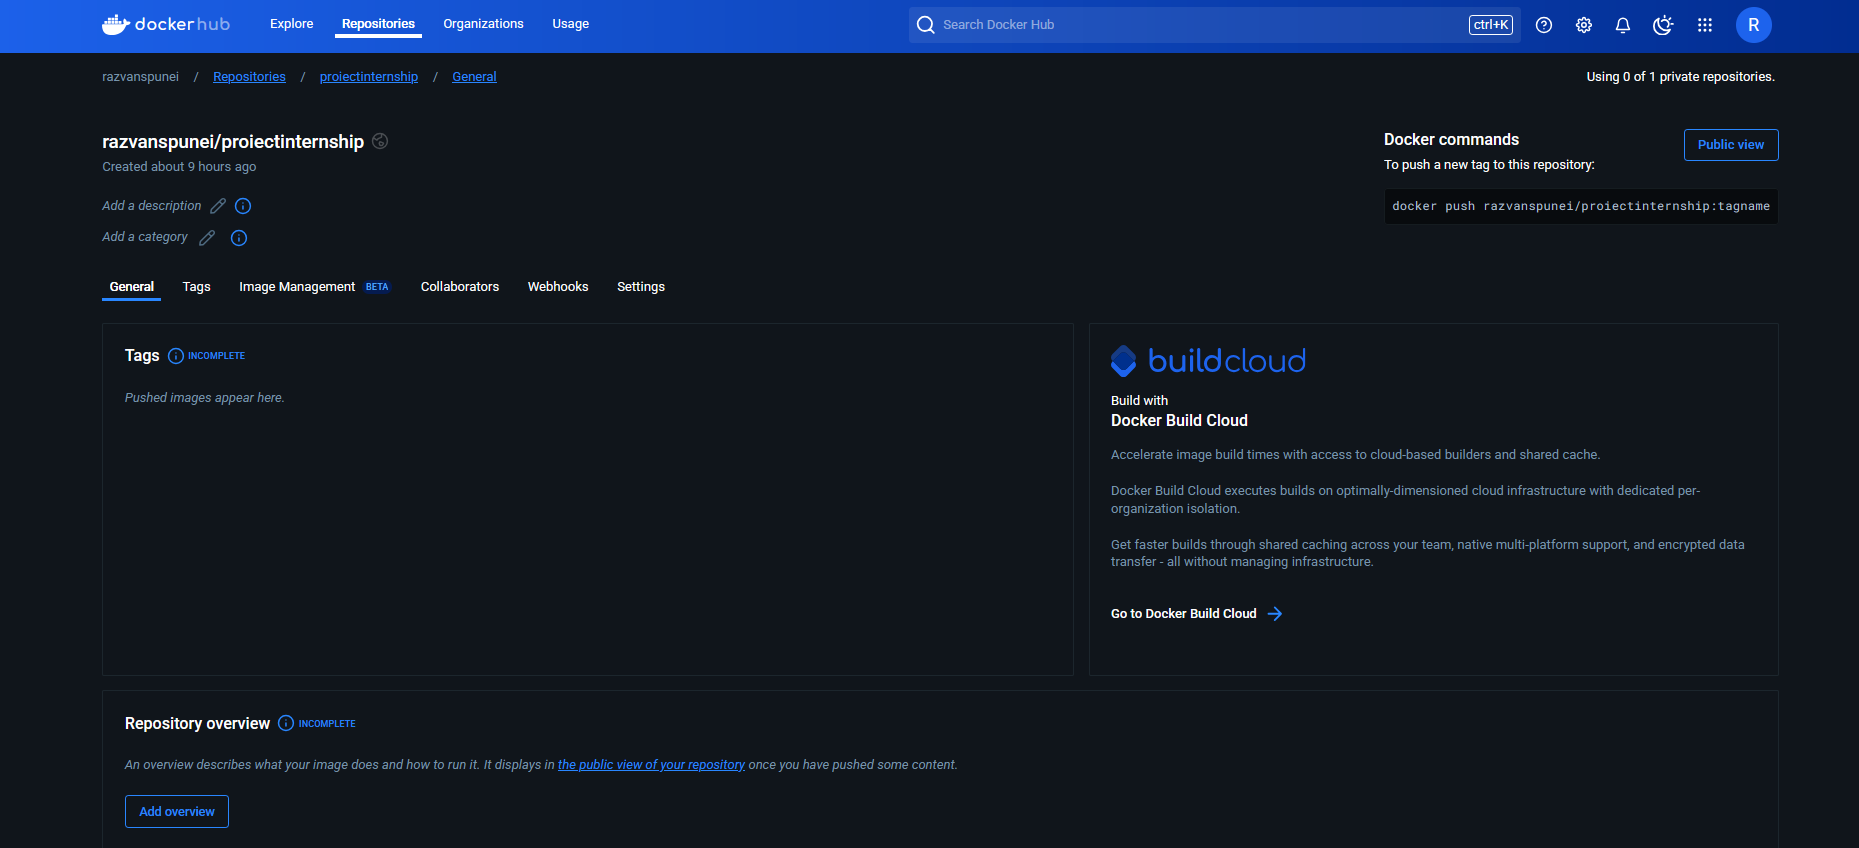 dockerhub Explore Repositories Organizations Usage Search Docker Hub ctrl+K R
razvanspunei / Repositories / proiectinternship / General Using 0 of 1 private repositories.
razvanspunei/proiectinternship
Created about 9 hours ago
Add a description
Add a category
Docker commands
Public view
To push a new tag to this repository:
docker push razvanspunei/proiectinternship:tagname
General Tags Image Management BETA Collaborators Webhooks Settings
Tags INCOMPLETE
Pushed images appear here.
buildcloud
Build with
Docker Build Cloud
Accelerate image build times with access to cloud-based builders and shared cache.
Docker Build Cloud executes builds on optimally-dimensioned cloud infrastructure with dedicated per-
organization isolation.
Get faster builds through shared caching across your team, native multi-platform support, and encrypted data
transfer - all without managing infrastructure.
Go to Docker Build Cloud
Repository overview INCOMPLETE
An overview describes what your image does and how to run it. It displays in the public view of your repository once you have pushed some content.
Add overview